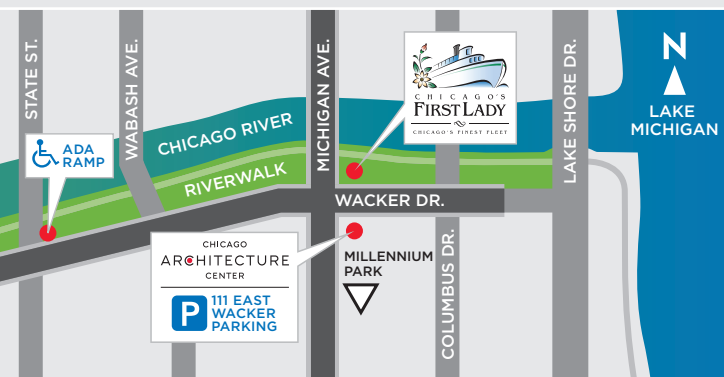 STATE ST.
WABASH AVE.
MICHIGAN AVE.
CHICAGO'S
FIRST LADY
CHICAGO'S FINEST FLEET
LAKE SHORE DR.
N
LAKE
MICHIGAN
ADA
RAMP
CHICAGO RIVER
RIVERWALK
WACKER DR.
CHICAGO
ARCHITECTURE
CENTER
P
111 EAST
WACKER
PARKING
MILLENNIUM
PARK
COLUMBUS DR.